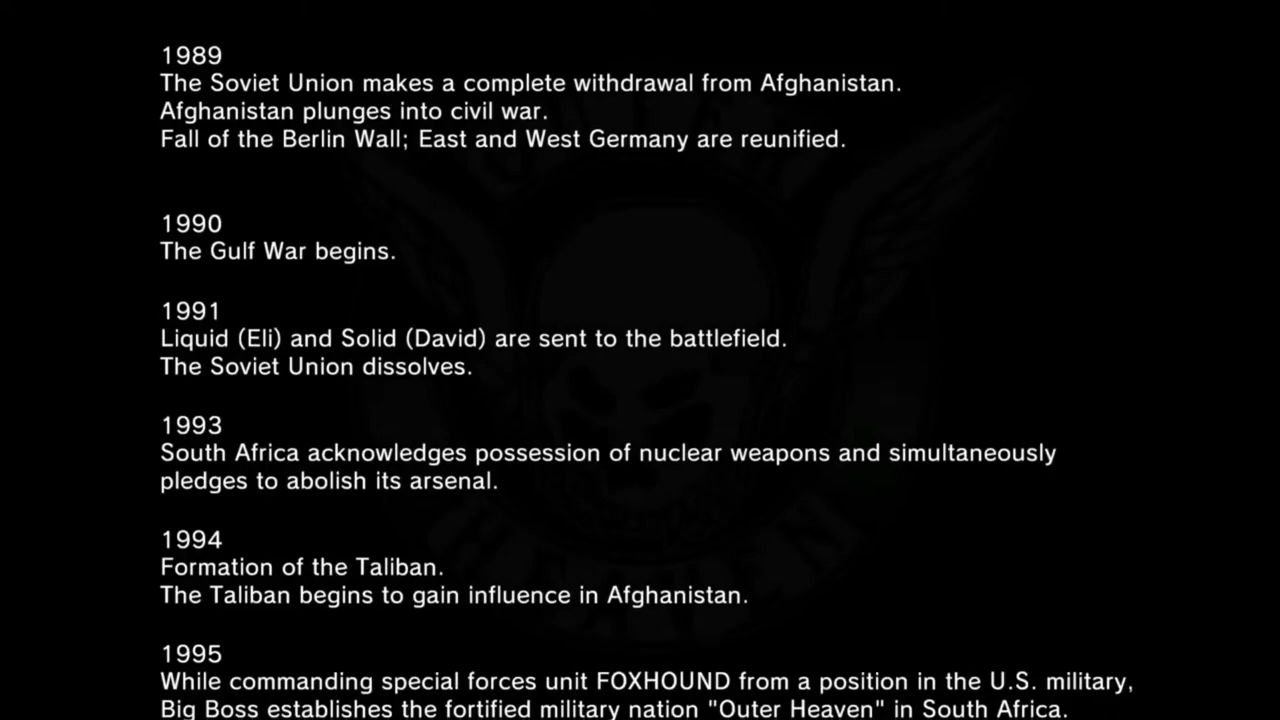 1989
The Soviet Union makes a complete withdrawal from Afghanistan.
Afghanistan plunges into civil war.
Fall of the Berlin Wall; East and West Germany are reunified.
1990
The Gulf War begins.
1991
Liquid (Eli) and Solid (David) are sent to the battlefield.
The Soviet Union dissolves.
1993
South Africa acknowledges possession of nuclear weapons and simultaneously
pledges to abolish its arsenal.
1994
Formation of the Taliban.
The Taliban begins to gain influence in Afghanistan.
1995
While commanding special forces unit FOXHOUND from a position in the U.S. military,
Big Boss establishes the fortified military nation "Outer Heaven" in South Africa.